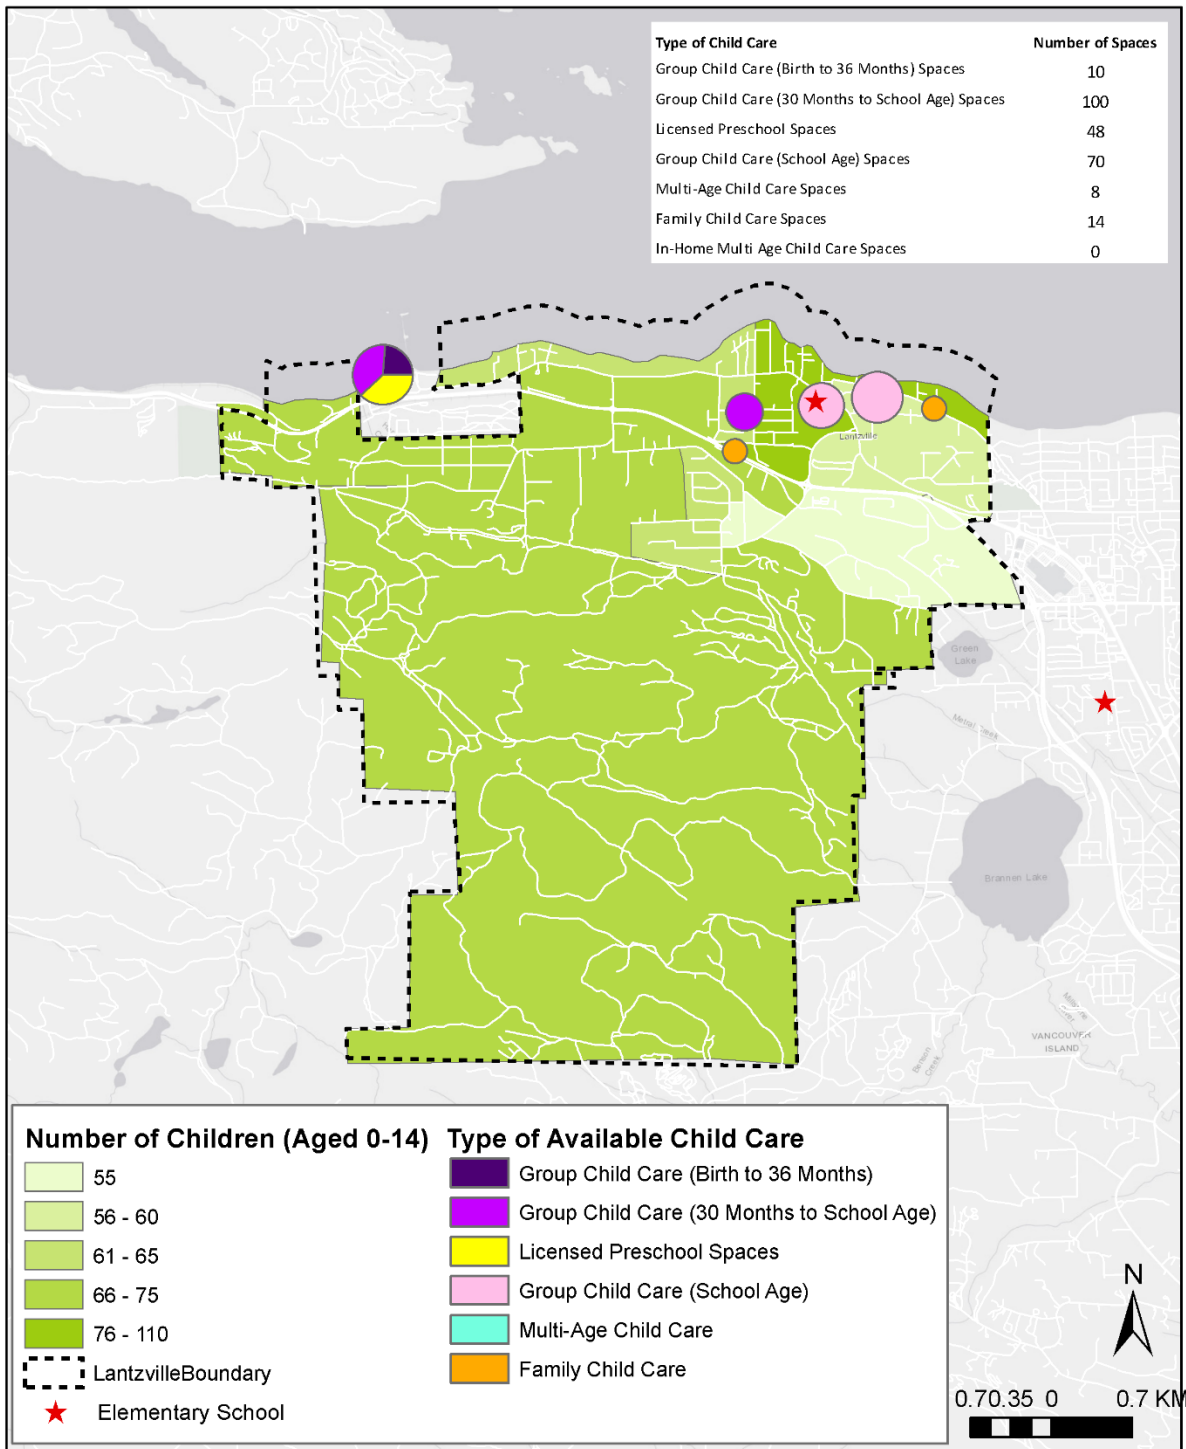 Type of Child Care Number of Spaces
Group Child Care (Birth to 36 Months) Spaces 10
Group Child Care (30 Months to School Age) Spaces 100
Licensed Preschool Spaces 48
Group Child Care (School Age) Spaces 70
Multi-Age Child Care Spaces 8
Family Child Care Spaces 14
In-Home Multi Age Child Care Spaces 0
Lantzville
Green
Lake
Brannen Lake
VANCOUVER
ISLAND
Number of Children (Aged 0-14)
55
56 - 60
61 - 65
66 - 75
76 - 110
LantzvilleBoundary
Elementary School
Type of Available Child Care
Group Child Care (Birth to 36 Months)
Group Child Care (30 Months to School Age)
Licensed Preschool Spaces
Group Child Care (School Age)
Multi-Age Child Care
Family Child Care
N
0.70.35 0 0.7 KM